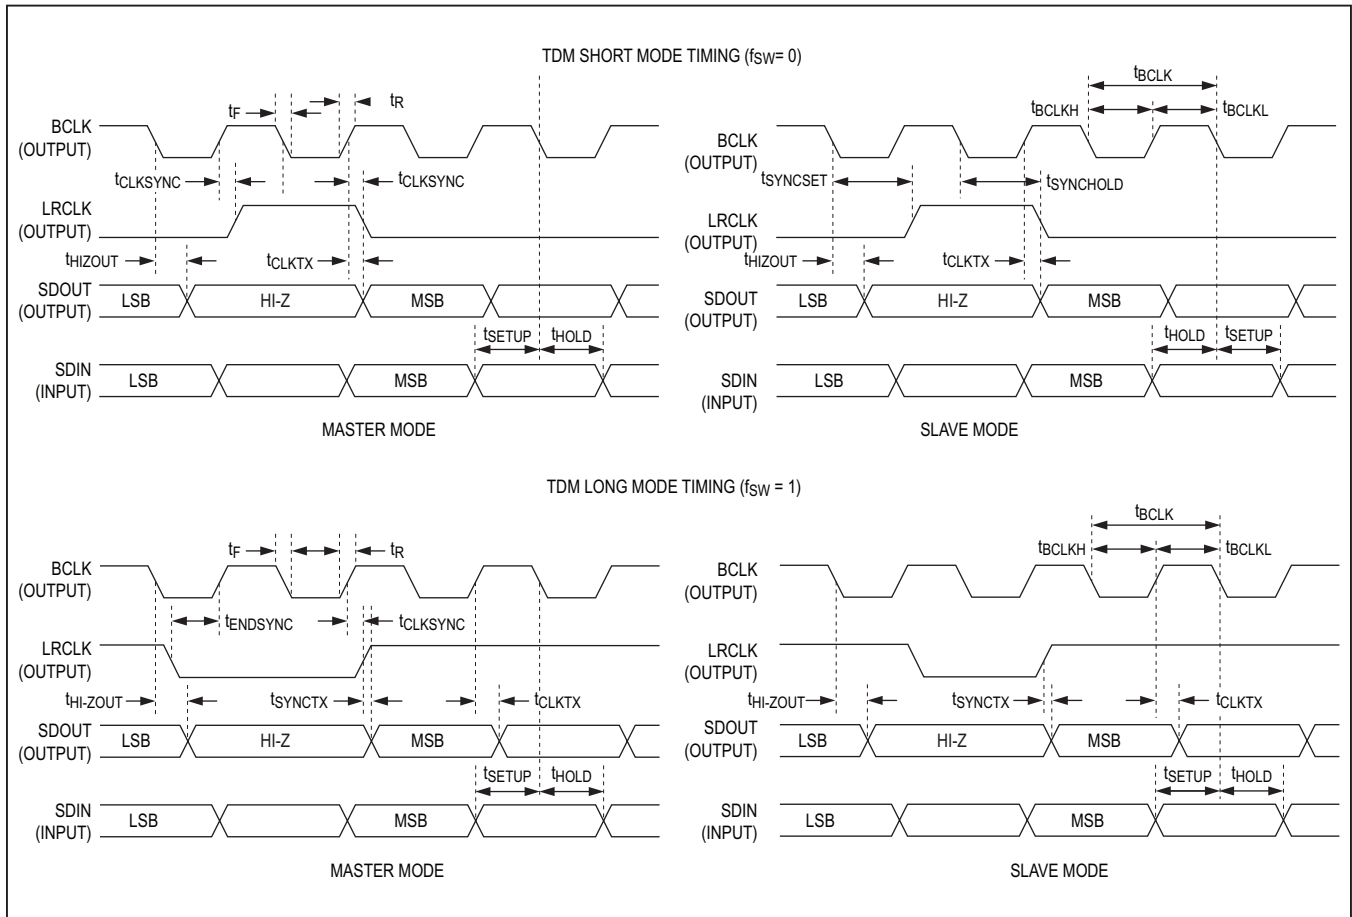 TDM SHORT MODE TIMING (fSW= 0)
tF
tR
BCLK
(OUTPUT)
tCLKSYNC
tCLKSYNC
LRCLK
(OUTPUT)
tHIZOUT
tCLKTX
SDOUT
(OUTPUT)
LSB
HI-Z
MSB
tSETUP
tHOLD
SDIN
(INPUT)
LSB
MSB
MASTER MODE
tBCLK
tBCLKH
tBCLKL
BCLK
(OUTPUT)
tSYNCSET
tSYNCHOLD
LRCLK
(OUTPUT)
tHIZOUT
tCLKTX
SDOUT
(OUTPUT)
LSB
HI-Z
MSB
tHOLD
tSETUP
SDIN
(INPUT)
LSB
MSB
SLAVE MODE
TDM LONG MODE TIMING (fSW = 1)
tF
tR
BCLK
(OUTPUT)
tENDSYNC
tCLKSYNC
LRCLK
(OUTPUT)
tHI-ZOUT
tSYNCTX
tCLKTX
SDOUT
(OUTPUT)
LSB
HI-Z
MSB
tSETUP
tHOLD
SDIN
(INPUT)
LSB
MSB
MASTER MODE
tBCLK
tBCLKH
tBCLKL
BCLK
(OUTPUT)
LRCLK
(OUTPUT)
tHI-ZOUT
tSYNCTX
tCLKTX
SDOUT
(OUTPUT)
LSB
HI-Z
MSB
tSETUP
tHOLD
SDIN
(INPUT)
LSB
MSB
SLAVE MODE